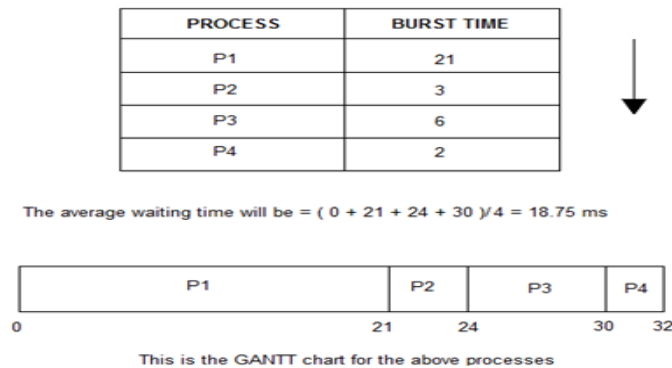 PROCESS BURST TIME
P1 21
P2 3
P3 6
P4 2
The average waiting time will be = ( 0 + 21 + 24 + 30 )/4 = 18.75 ms
P1 P2 P3 P4
0 21 24 30 32
This is the GANTT chart for the above processes